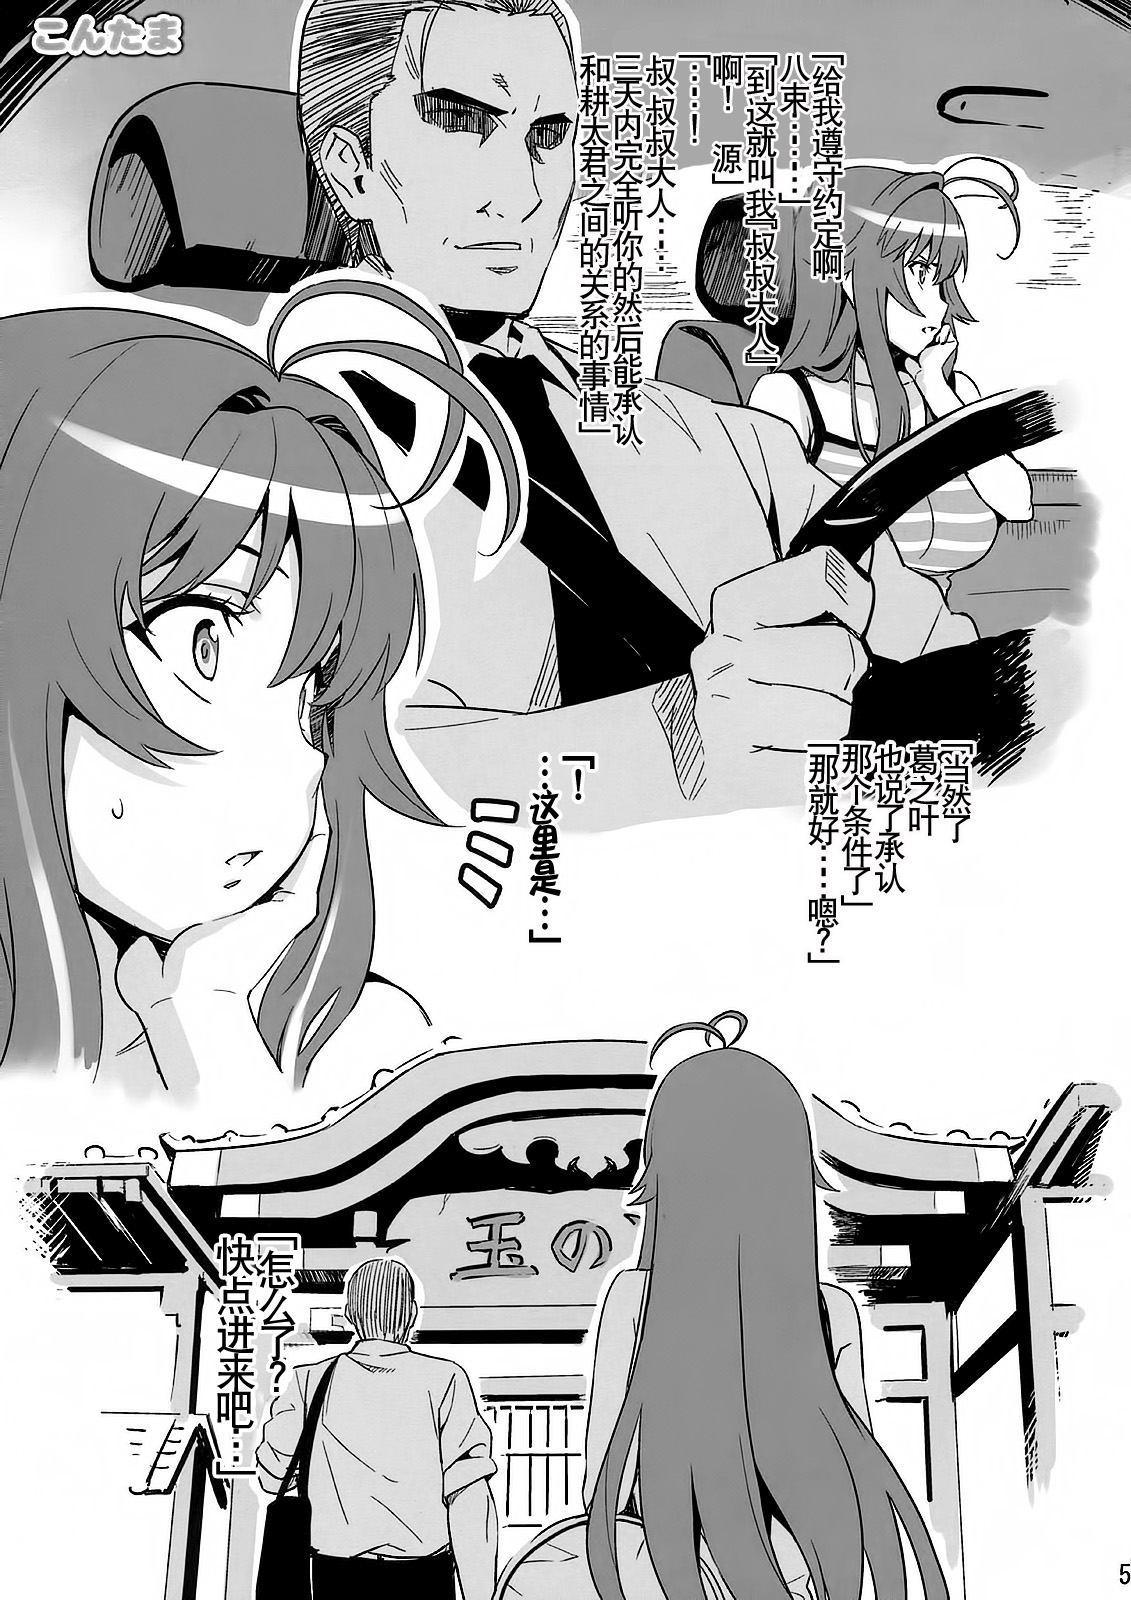 こんたま
「给我遵守约定啊
八束⋯⋯⋯」
「到这就叫我『叔叔大人』
啊！ 源」
「⋯⋯！
叔、叔叔大人⋯⋯
三天内完全听你的然后能承认
和耕太君之间的关系的事情」
「当然了
葛之叶
也说了承认
那个条件了」
「那就好⋯⋯嗯？」
「！
⋯这里是⋯」
玉の
「怎么了？
快点进来吧⋯⋯」
5